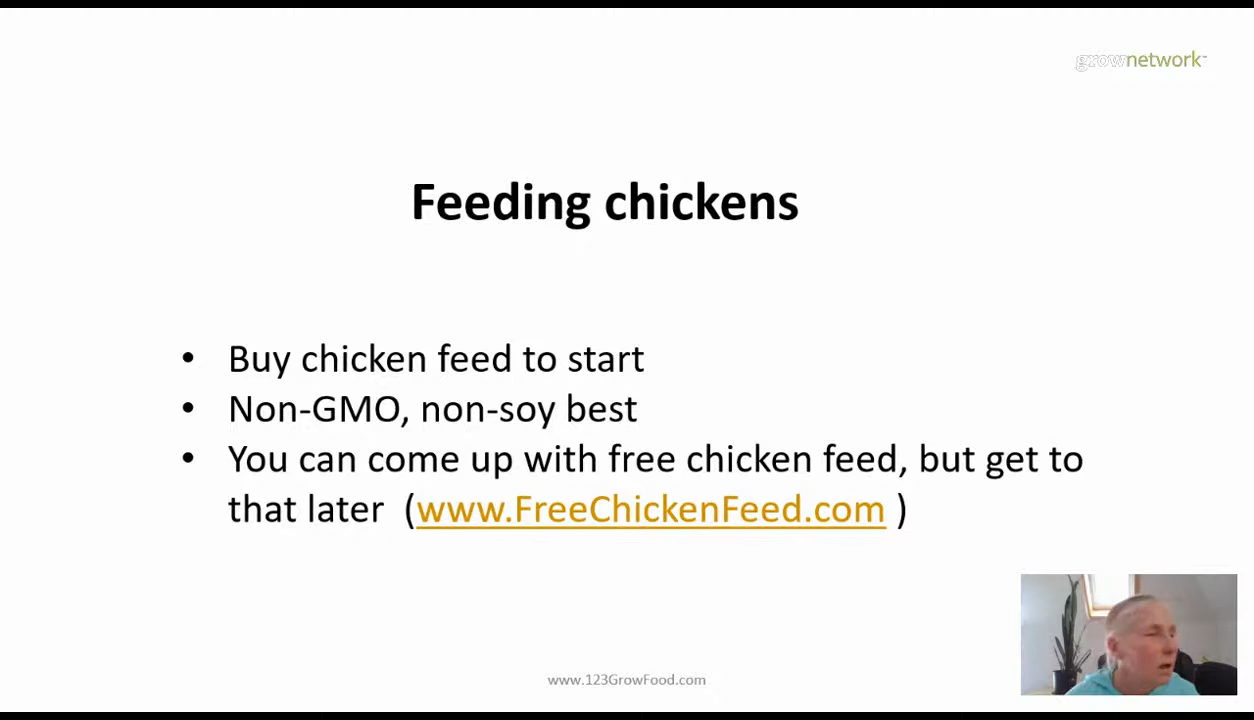 grownetwork™
Feeding chickens
• Buy chicken feed to start
• Non-GMO, non-soy best
• You can come up with free chicken feed, but get to
that later (www.FreeChickenFeed.com )
www.123GrowFood.com